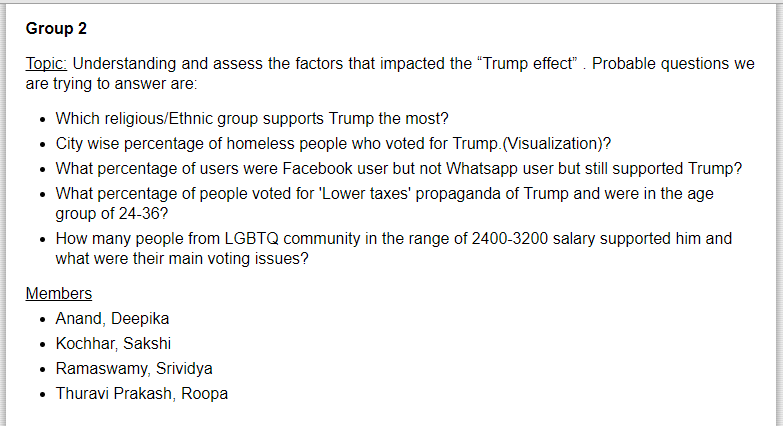 Group 2
Topic: Understanding and assess the factors that impacted the “Trump effect” . Probable questions we
are trying to answer are:
• Which religious/Ethnic group supports Trump the most?
• City wise percentage of homeless people who voted for Trump.(Visualization)?
• What percentage of users were Facebook user but not Whatsapp user but still supported Trump?
• What percentage of people voted for 'Lower taxes' propaganda of Trump and were in the age
group of 24-36?
• How many people from LGBTQ community in the range of 2400-3200 salary supported him and
what were their main voting issues?
Members
• Anand, Deepika
• Kochhar, Sakshi
• Ramaswamy, Srividya
• Thuravi Prakash, Roopa